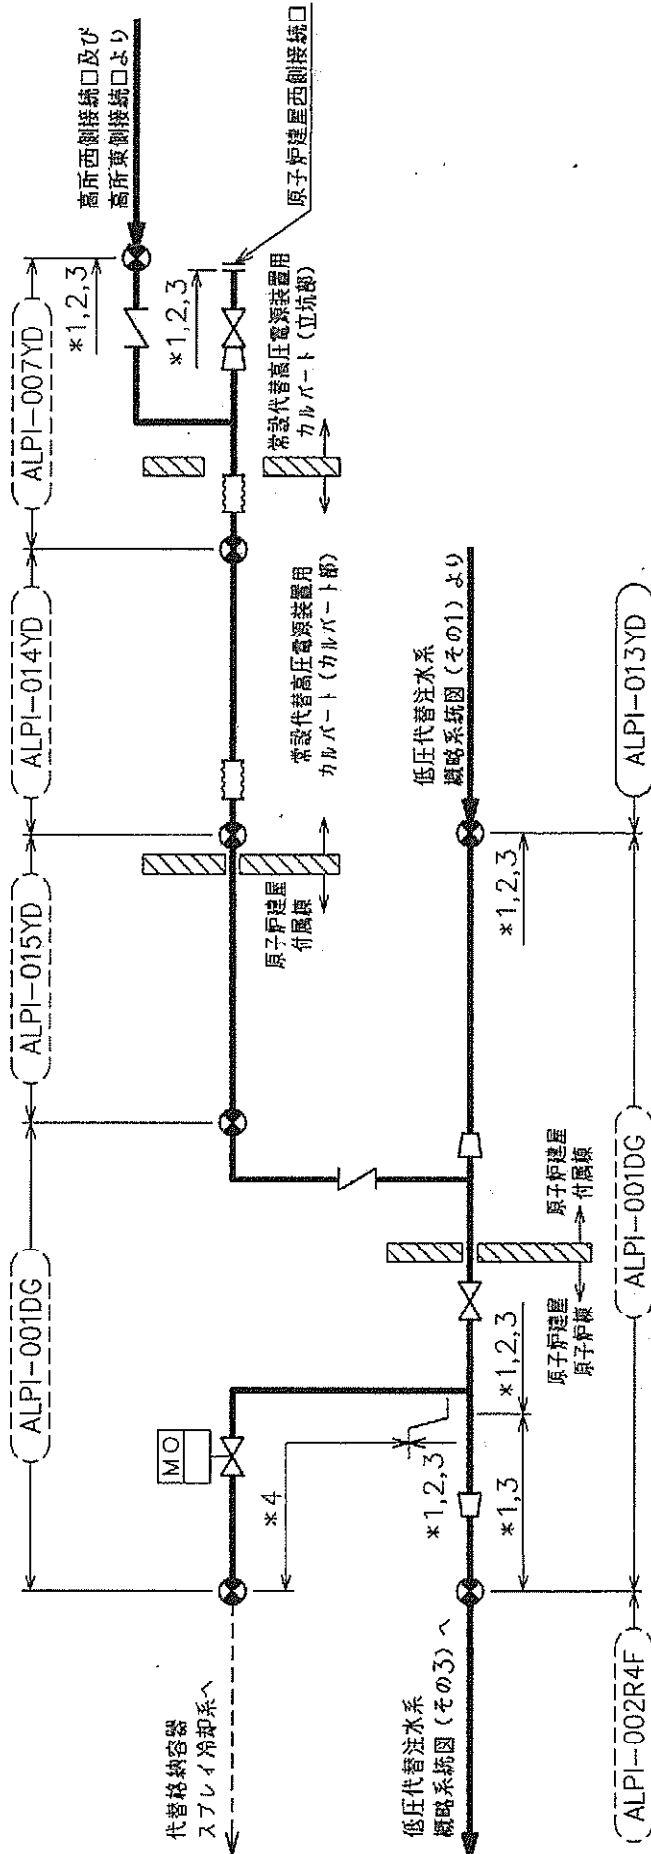 ALPI-001DG
ALPI-015YD
ALPI-014YD
ALPI-007YD
高所西側接続口及び
高所東側接続口より
*1,2,3
*1,2,3
原子炉建屋西側接続口
常設代替高圧電源装置用
カルバート(立坑部)
常設代替高圧電源装置用
カルバート(カルバート部)
原子炉建屋
付属棟
MO
*4
代替格納容器
スプレイ冷却系へ
低圧代替注水系
概略系統図(その1)より
*1,2,3
原子炉建屋
付属棟
原子炉建屋
原子炉棟
*1,2,3
*1,2,3
*1,3
低圧代替注水系
概略系統図(その3)へ
ALPI-002R4F
ALPI-001DG
ALPI-013YD